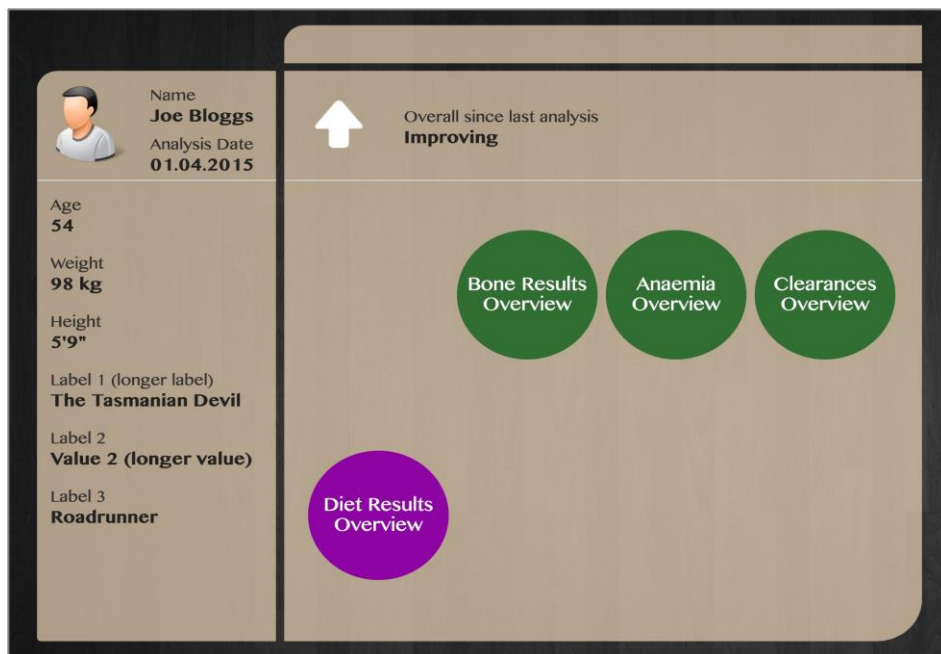 Name
Joe Bloggs
Analysis Date
01.04.2015
Age
54
Weight
98 kg
Height
5'9"
Label 1 (longer label)
The Tasmanian Devil
Label 2
Value 2 (longer value)
Label 3
Roadrunner
Overall since last analysis
Improving
Bone Results
Overview
Anaemia
Overview
Clearances
Overview
Diet Results
Overview